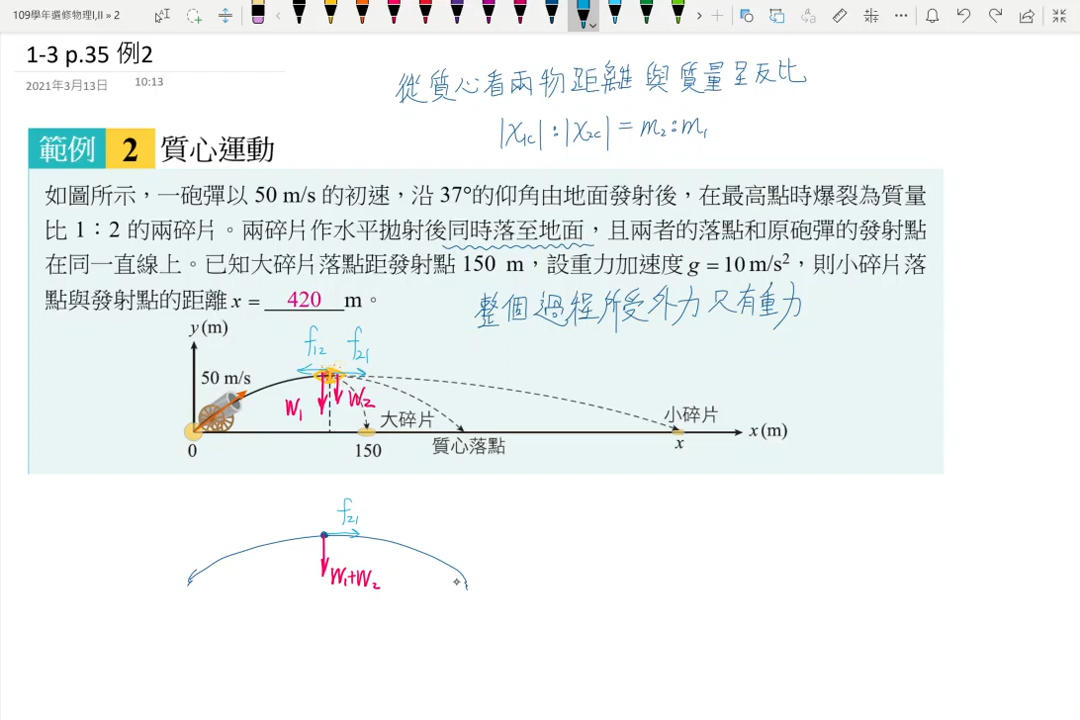 109學年選修物理I,II » 2
1-3 p.35 例2
2021年3月13日 10:13
從質心看兩物距離與質量呈反比
|X1C|:|X2C| = m2:m1
範例 2 質心運動
如圖所示，一砲彈以 50 m/s 的初速，沿 37°的仰角由地面發射後，在最高點時爆裂為質量
比 1：2 的兩碎片。兩碎片作水平拋射後同時落至地面，且兩者的落點和原砲彈的發射點
在同一直線上。已知大碎片落點距發射點 150 m，設重力加速度 g = 10 m/s²，則小碎片落
點與發射點的距離 x = 420 m。
整個過程所受外力只有重力
y (m)
f12 f21
50 m/s
W1 W2
大碎片
小碎片
x (m)
0
150
質心落點
x
f21
W1+W2